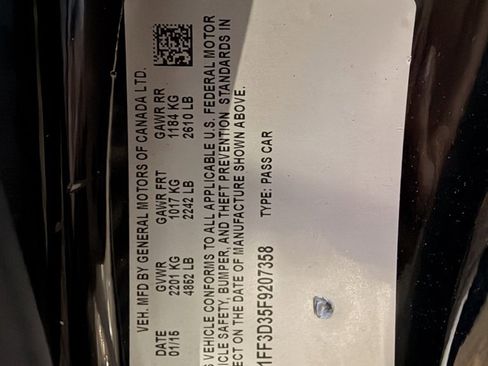 VEH. MFD BY GENERAL MOTORS OF CANADA LTD.
DATE GVWR GAWR FRT GAWR RR
01/15 2201 KG 1017 KG 1184 KG
4852 LB 2242 LB 2610 LB
VEHICLE CONFORMS TO ALL APPLICABLE U.S. FEDERAL MOTOR
SAFETY, BUMPER, AND THEFT PREVENTION STANDARDS IN
ON THE DATE OF MANUFACTURE SHOWN ABOVE.
1FF3D35F9207358 TYPE: PASS CAR